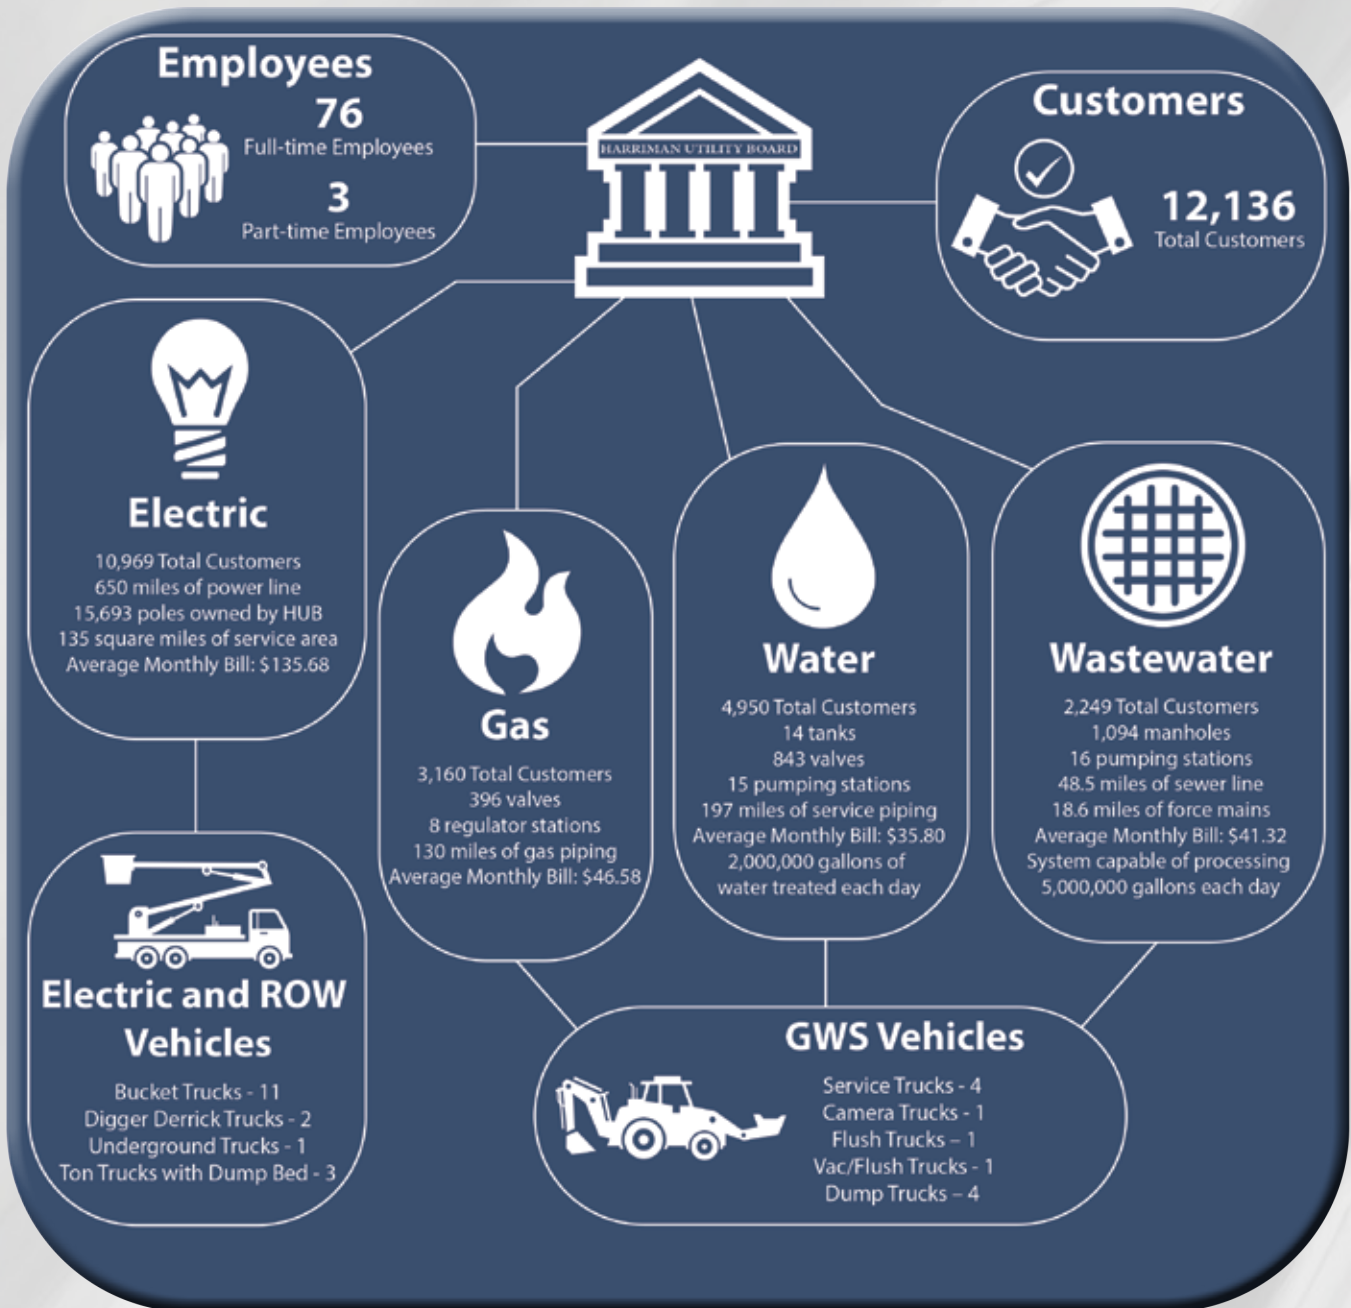 Employees
76
Full-time Employees
3
Part-time Employees
HARRIMAN UTILITY BOARD
Customers
12,136
Total Customers
Electric
10,969 Total Customers
650 miles of power line
15,693 poles owned by HUB
135 square miles of service area
Average Monthly Bill: $135.68
Gas
3,160 Total Customers
396 valves
8 regulator stations
130 miles of gas piping
Average Monthly Bill: $46.58
Water
4,950 Total Customers
14 tanks
843 valves
15 pumping stations
197 miles of service piping
Average Monthly Bill: $35.80
2,000,000 gallons of
water treated each day
Wastewater
2,249 Total Customers
1,094 manholes
16 pumping stations
48.5 miles of sewer line
18.6 miles of force mains
Average Monthly Bill: $41.32
System capable of processing
5,000,000 gallons each day
Electric and ROW
Vehicles
Bucket Trucks - 11
Digger Derrick Trucks - 2
Underground Trucks - 1
Ton Trucks with Dump Bed - 3
GWS Vehicles
Service Trucks - 4
Camera Trucks - 1
Flush Trucks – 1
Vac/Flush Trucks - 1
Dump Trucks – 4